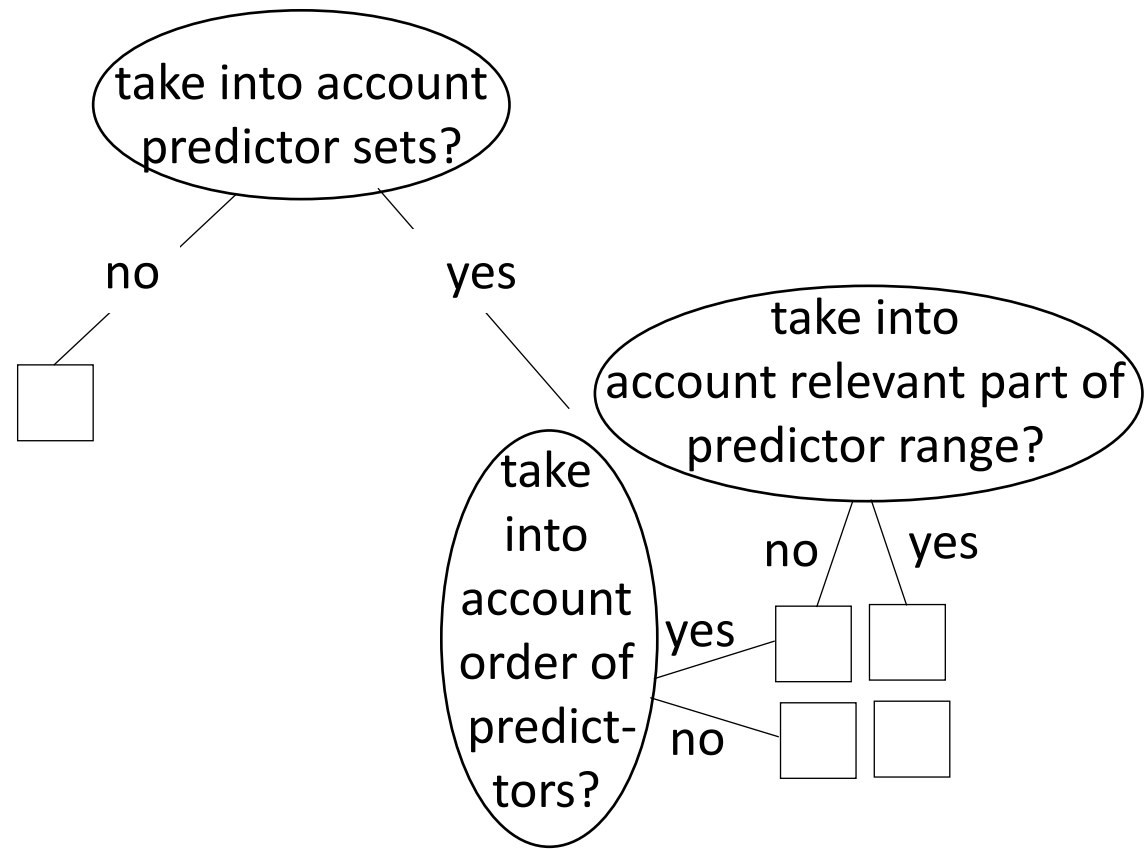 take into account
predictor sets?
no
yes
take into
account relevant part of
predictor range?
no
yes
take
into
account
order of
predict-
tors?
yes
no